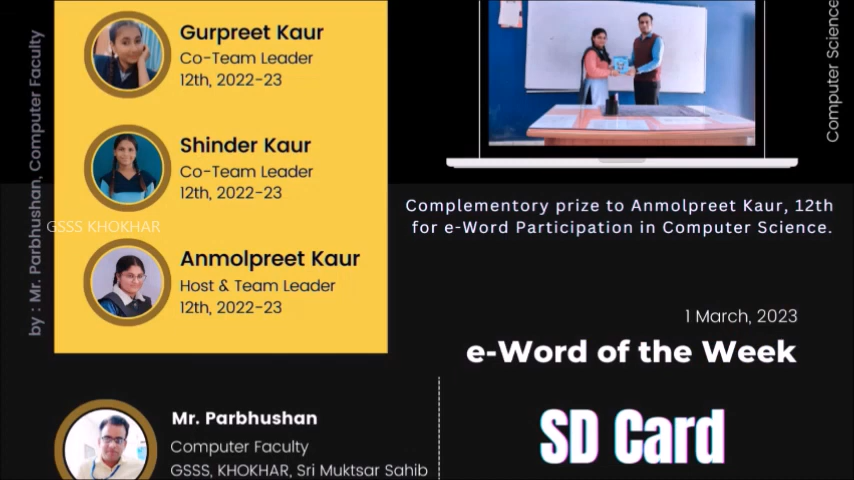 by : Mr. Parbhushan, Computer Faculty
Gurpreet Kaur
Co-Team Leader
12th, 2022-23
Shinder Kaur
Co-Team Leader
12th, 2022-23
GSSS KHOKHAR
Anmolpreet Kaur
Host & Team Leader
12th, 2022-23
Mr. Parbhushan
Computer Faculty
GSSS, KHOKHAR, Sri Muktsar Sahib
Computer Science
Complementory prize to Anmolpreet Kaur, 12th
for e-Word Participation in Computer Science.
1 March, 2023
e-Word of the Week
SD Card